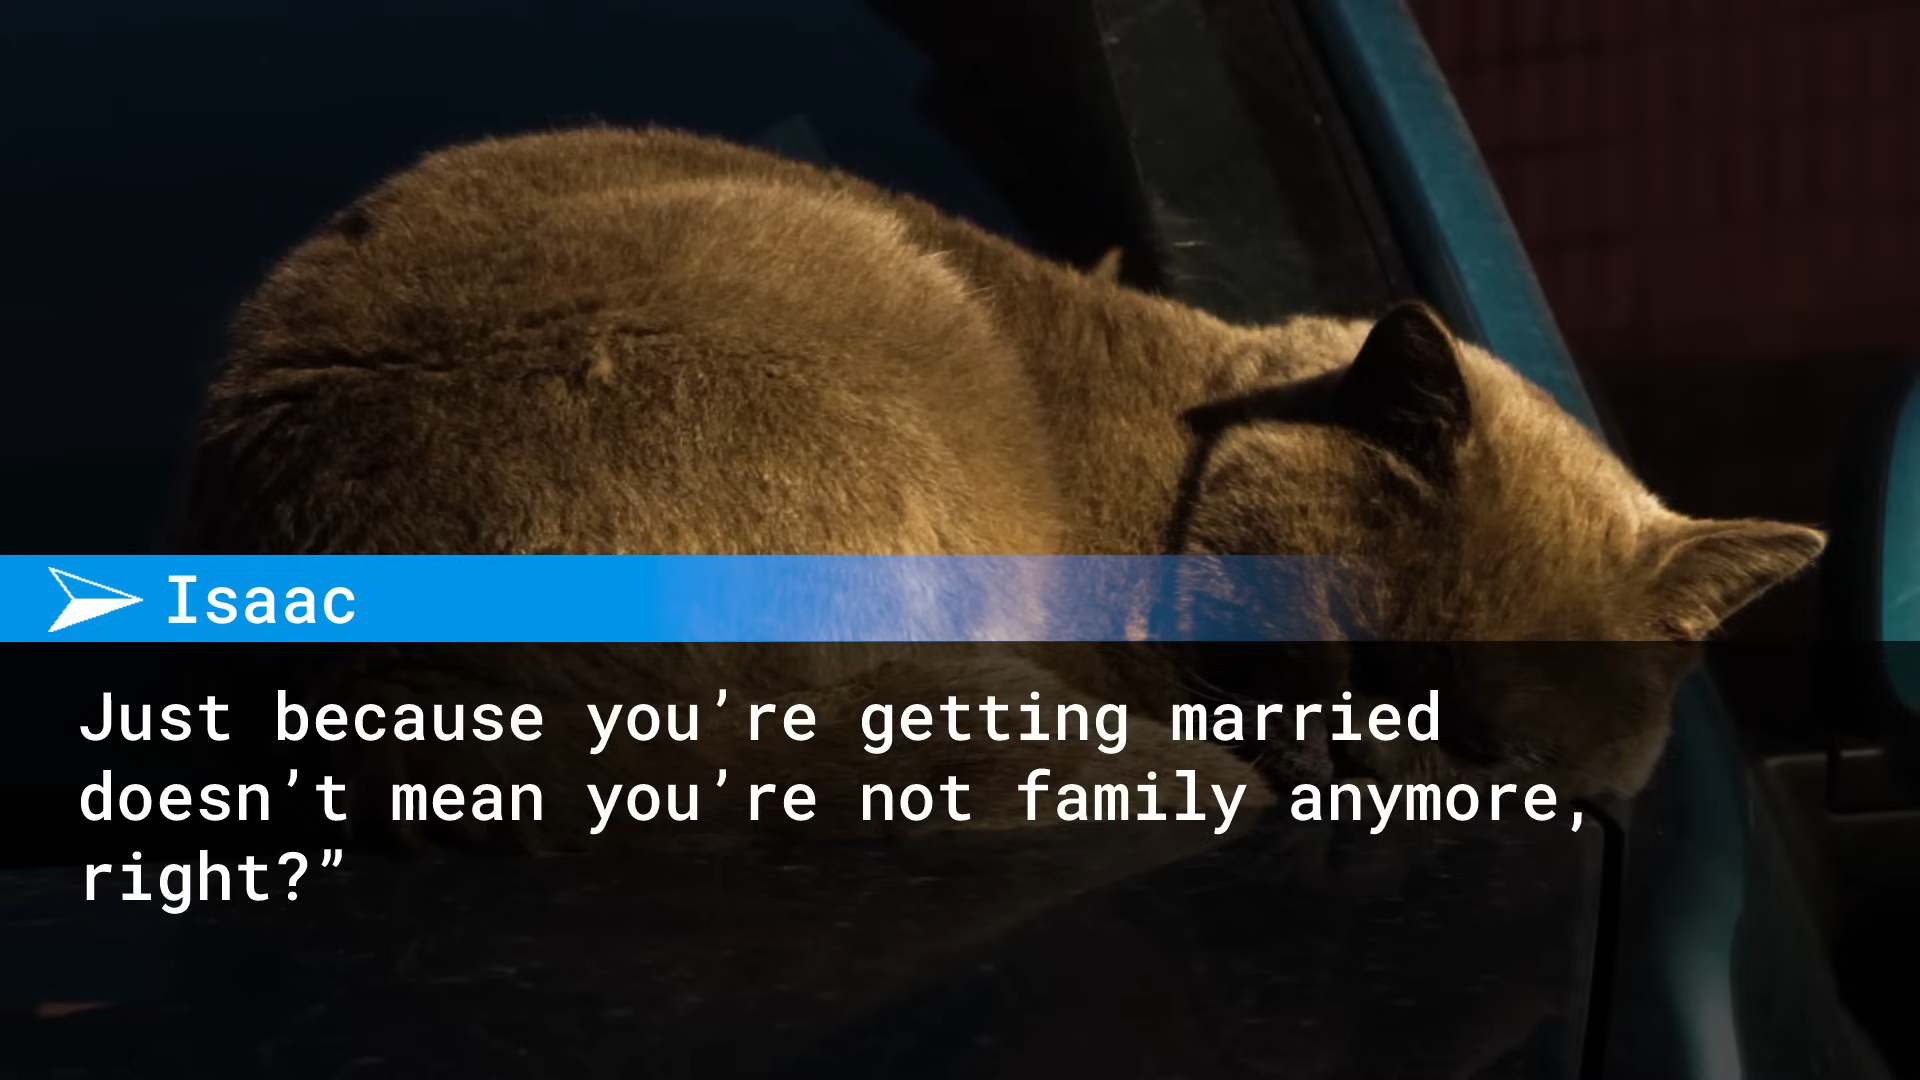 Isaac
Just because you’re getting married
doesn’t mean you’re not family anymore,
right?”